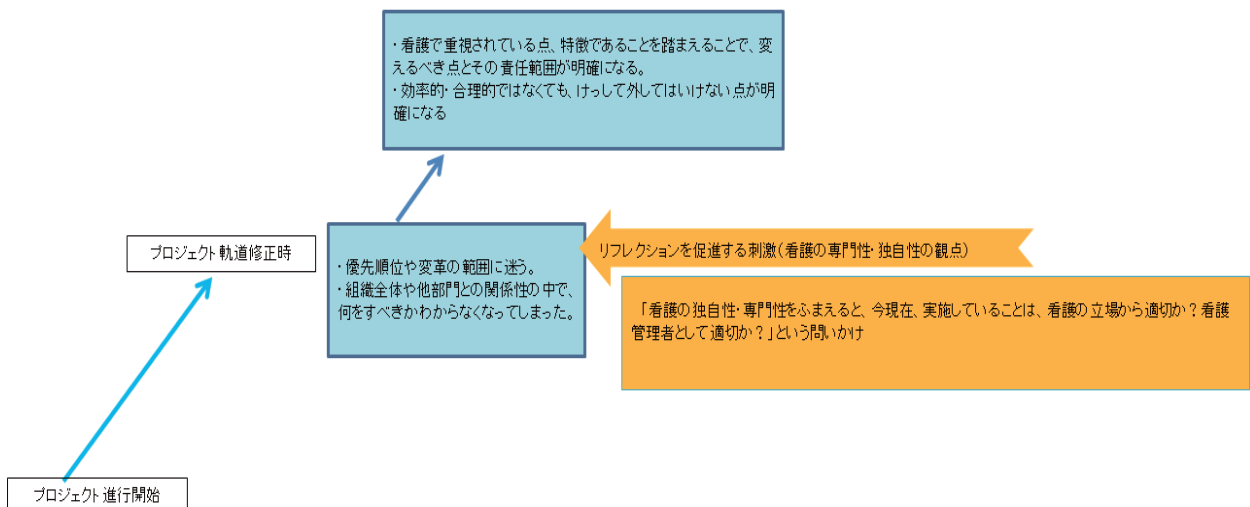 ・看護で重視されている点、特徴であることを踏まえることで、変
えるべき点とその責任範囲が明確になる。
・効率的・合理的ではなくても、けっして外してはいけない点が明
確になる
プロジェクト軌道修正時
・優先順位や変革の範囲に迷う。
・組織全体や他部門との関係性の中で、
何をすべきかわからなくなってしまった。
リフレクションを促進する刺激（看護の専門性・独自性の観点）
「看護の独自性・専門性をふまえると、今現在、実施していることは、看護の立場から適切か？看護
管理者として適切か？」という問いかけ
プロジェクト進行開始